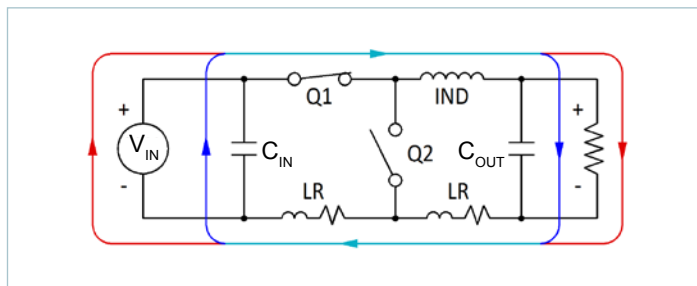 +
Q1
IND
+
V_IN
C_IN
Q2
C_OUT
-
LR
LR
-